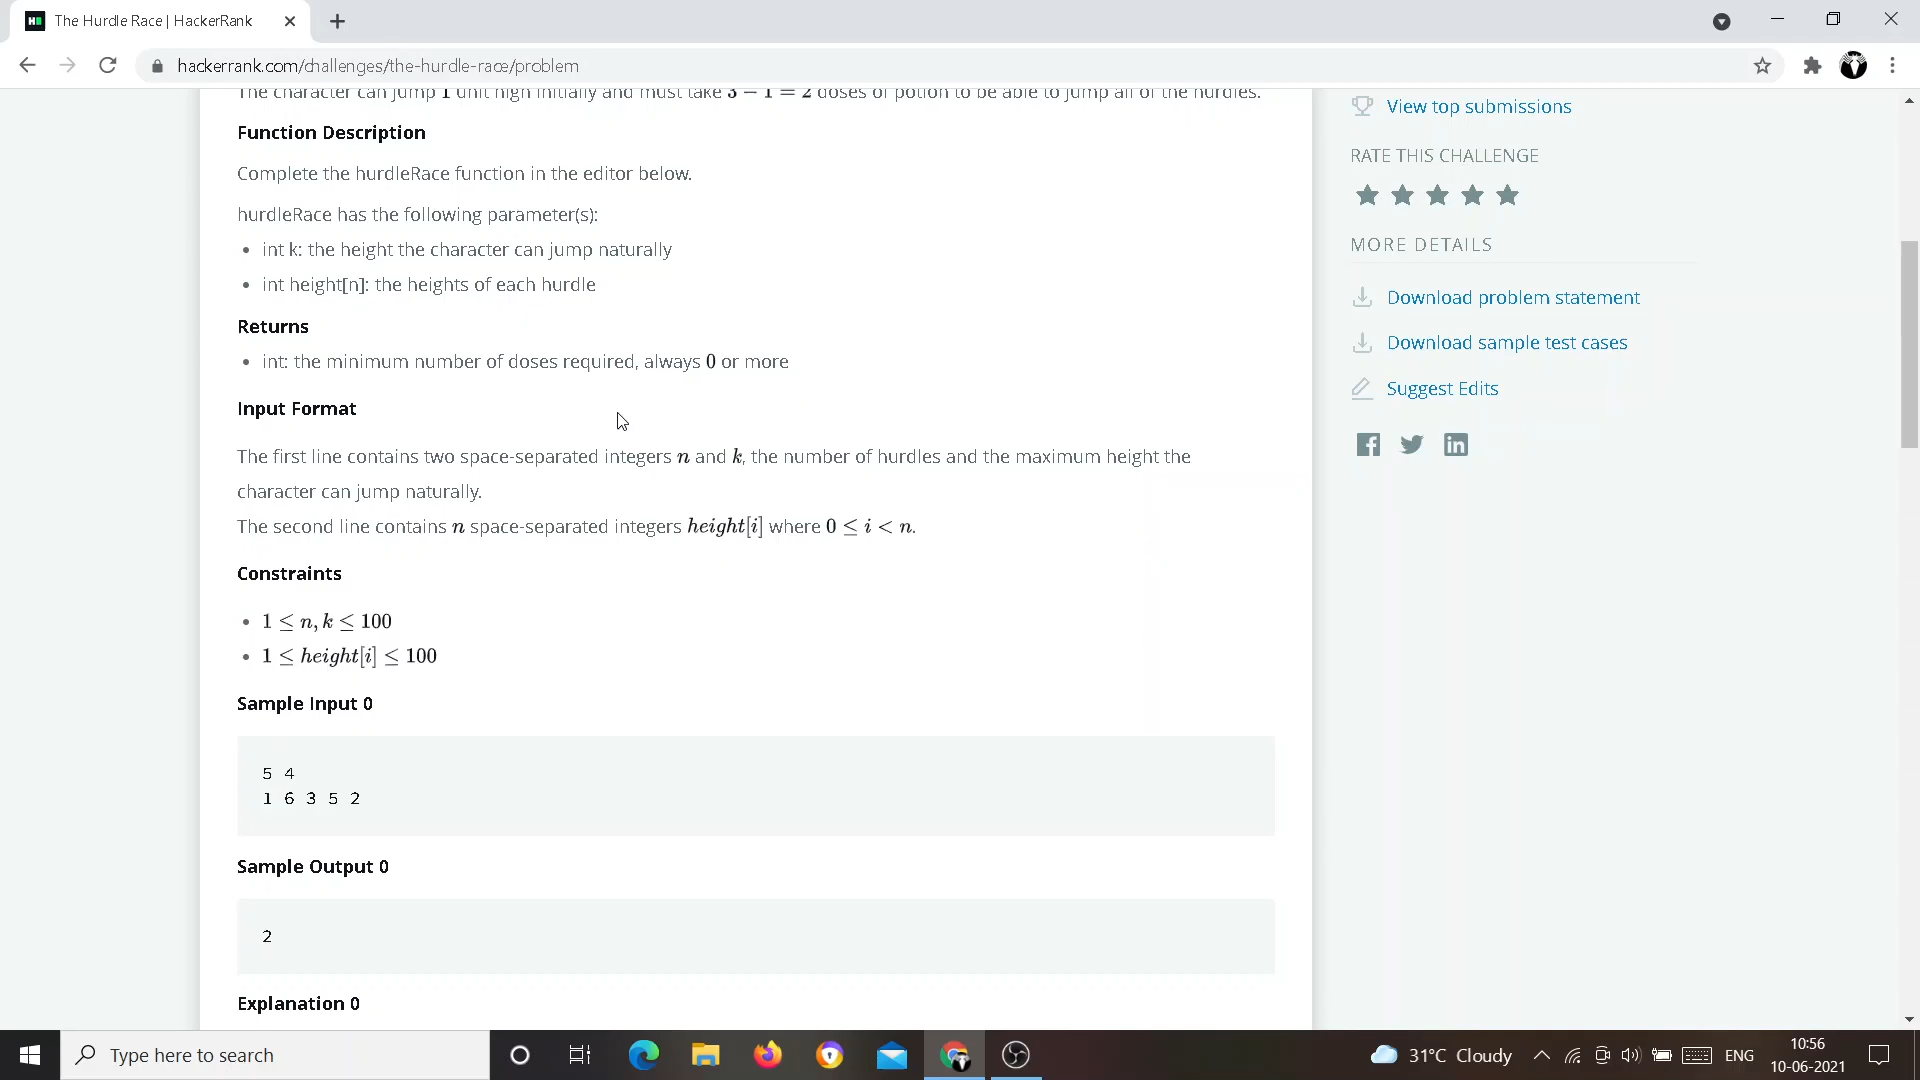 The Hurdle Race | HackerRank
hackerrank.com/challenges/the-hurdle-race/problem
The character can jump 1 unit high initially and must take 3 − 1 = 2 doses of potion to be able to jump all of the hurdles.
Function Description
Complete the hurdleRace function in the editor below.
hurdleRace has the following parameter(s):
• int k: the height the character can jump naturally
• int height[n]: the heights of each hurdle
Returns
• int: the minimum number of doses required, always 0 or more
Input Format
The first line contains two space-separated integers n and k, the number of hurdles and the maximum height the
character can jump naturally.
The second line contains n space-separated integers height[i] where 0 ≤ i < n.
Constraints
• 1 ≤ n, k ≤ 100
• 1 ≤ height[i] ≤ 100
Sample Input 0
5 4
1 6 3 5 2
Sample Output 0
2
Explanation 0
View top submissions
RATE THIS CHALLENGE
MORE DETAILS
Download problem statement
Download sample test cases
Suggest Edits
Type here to search
31°C Cloudy
ENG
10:56
10-06-2021